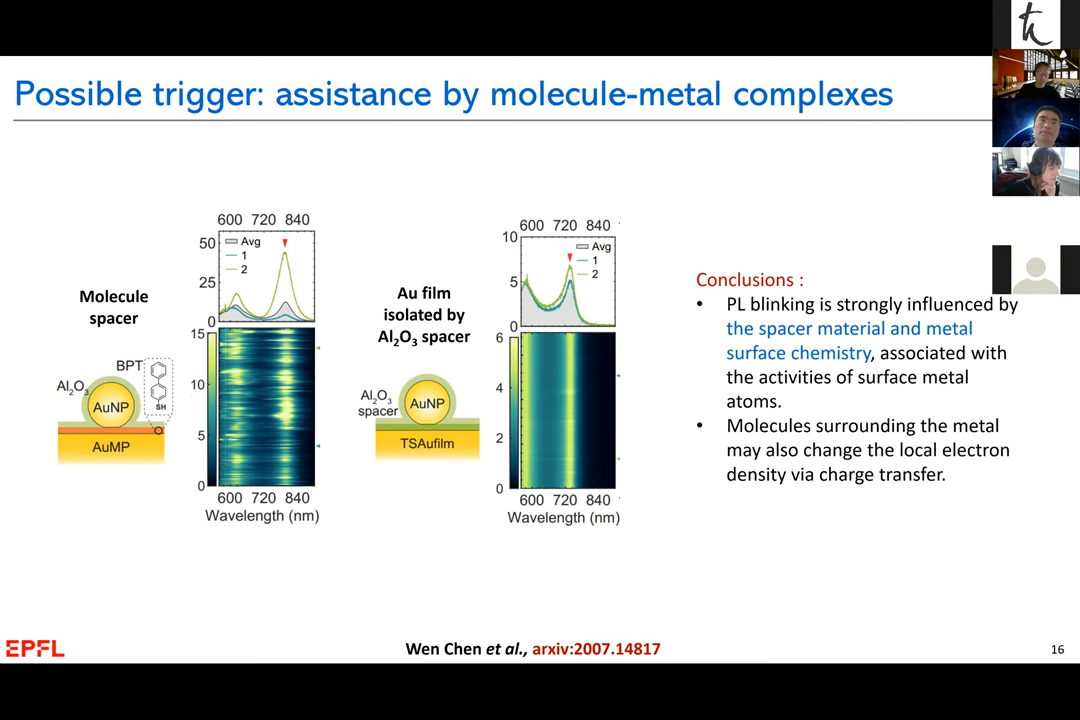 Possible trigger: assistance by molecule-metal complexes
Molecule
spacer
BPT
Al2O3
SH
AuNP
AuMP
600 720 840
50
25
0
Avg
1
2
15
10
5
0
600 720 840
Wavelength (nm)
Au film
isolated by
Al2O3 spacer
Al2O3
spacer
AuNP
TSAufilm
600 720 840
10
5
0
Avg
1
2
6
4
2
0
600 720 840
Wavelength (nm)
Conclusions :
• PL blinking is strongly influenced by
the spacer material and metal
surface chemistry, associated with
the activities of surface metal
atoms.
• Molecules surrounding the metal
may also change the local electron
density via charge transfer.
EPFL
Wen Chen et al., arxiv:2007.14817
16